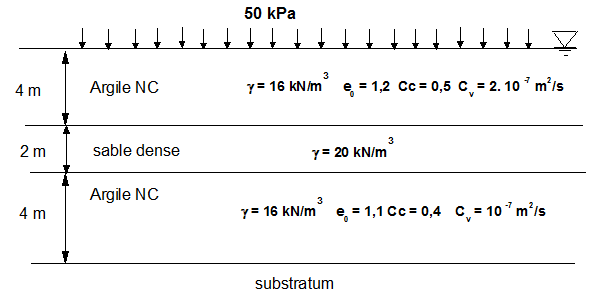 50 kPa
4 m Argile NC γ = 16 kN/m³ e₀ = 1,2 Cc = 0,5 Cᵥ = 2. 10⁻⁷ m²/s
2 m sable dense γ = 20 kN/m³
Argile NC
4 m γ = 16 kN/m³ e₀ = 1,1 Cc = 0,4 Cᵥ = 10⁻⁷ m²/s
substratum